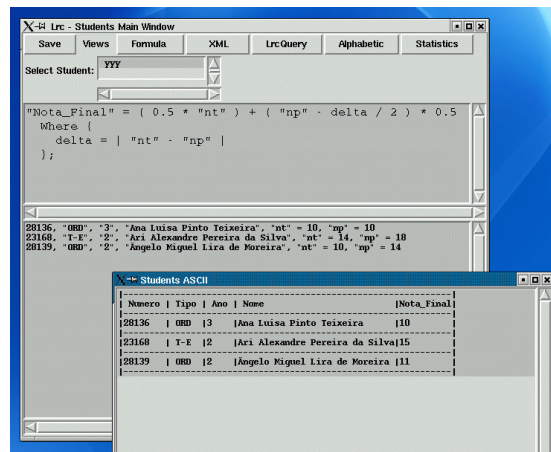 Lrc - Students Main Window
Save Views Formula XML LrcQuery Alphabetic Statistics
Select Student: YYY
"Nota_Final" = ( 0.5 * "nt" ) + ( "np" - delta / 2 ) * 0.5
Where {
delta = | "nt" - "np" |
};
28136, "ORD", "3", "Ana Luisa Pinto Teixeira", "nt" = 10, "np" = 10
23168, "T-E", "2", "Ari Alexandre Pereira da Silva", "nt" = 14, "np" = 18
28139, "ORD", "2", "Ângelo Miguel Lira de Moreira", "nt" = 10, "np" = 14
Students ASCII
| Numero | Tipo | Ano | Nome |Nota_Final|
|28136 | ORD |3 |Ana Luisa Pinto Teixeira |10
|23168 | T-E |2 |Ari Alexandre Pereira da Silva|15
|28139 | ORD |2 |Ângelo Miguel Lira de Moreira |11